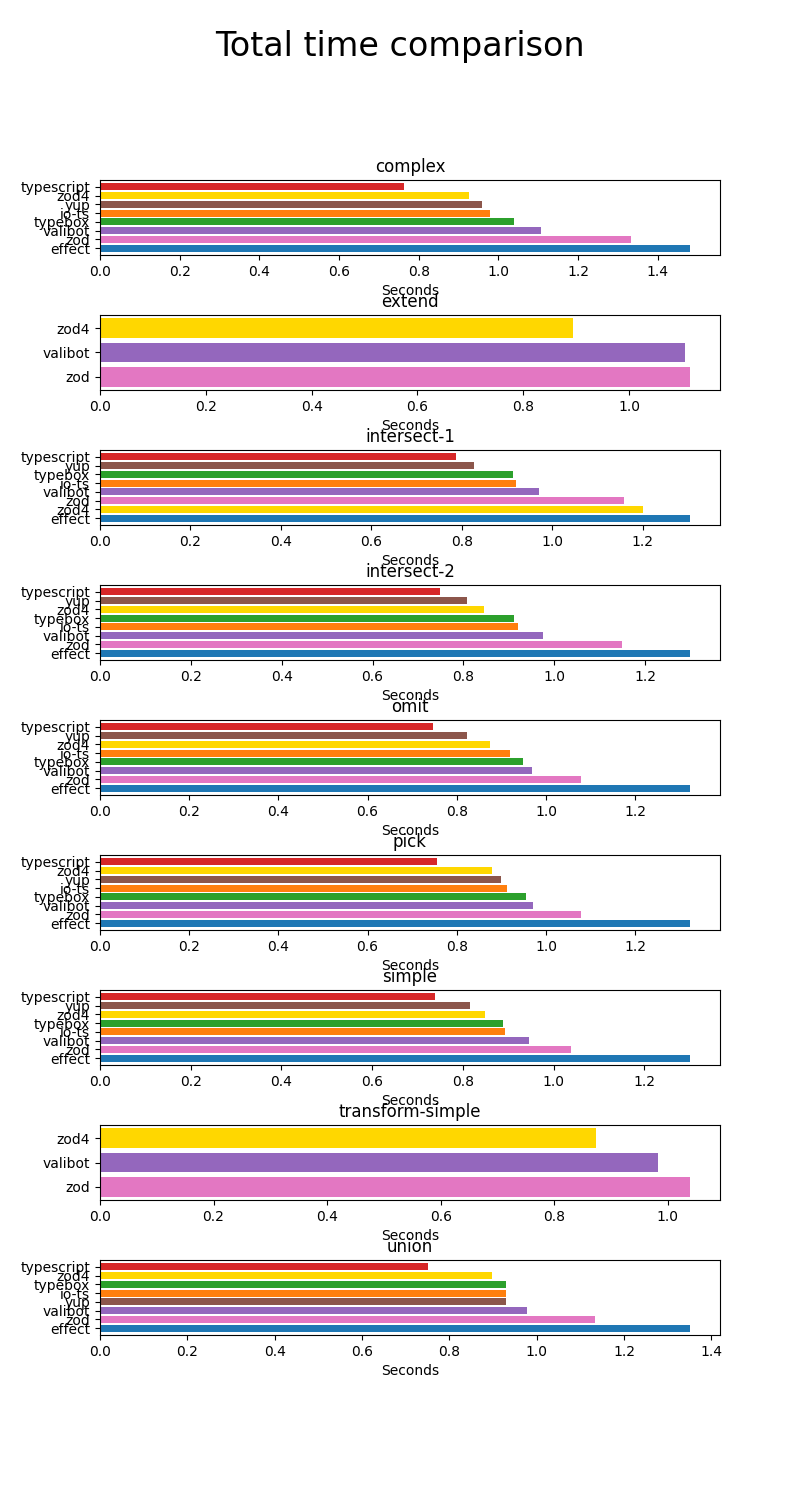 Total time comparison
complex
typescript
zod4
yup
io-ts
typebox
valibot
zod
effect
0.0 0.2 0.4 0.6 0.8 1.0 1.2 1.4
Seconds
extend
zod4
valibot
zod
0.0 0.2 0.4 0.6 0.8 1.0
Seconds
intersect-1
typescript
yup
typebox
io-ts
valibot
zod
zod4
effect
0.0 0.2 0.4 0.6 0.8 1.0 1.2
Seconds
intersect-2
typescript
yup
zod4
typebox
io-ts
valibot
zod
effect
0.0 0.2 0.4 0.6 0.8 1.0 1.2
Seconds
omit
typescript
yup
zod4
io-ts
typebox
valibot
zod
effect
0.0 0.2 0.4 0.6 0.8 1.0 1.2
Seconds
pick
typescript
zod4
yup
io-ts
typebox
valibot
zod
effect
0.0 0.2 0.4 0.6 0.8 1.0 1.2
Seconds
simple
typescript
yup
zod4
typebox
io-ts
valibot
zod
effect
0.0 0.2 0.4 0.6 0.8 1.0 1.2
Seconds
transform-simple
zod4
valibot
zod
0.0 0.2 0.4 0.6 0.8 1.0
Seconds
union
typescript
zod4
typebox
io-ts
yup
valibot
zod
effect
0.0 0.2 0.4 0.6 0.8 1.0 1.2 1.4
Seconds